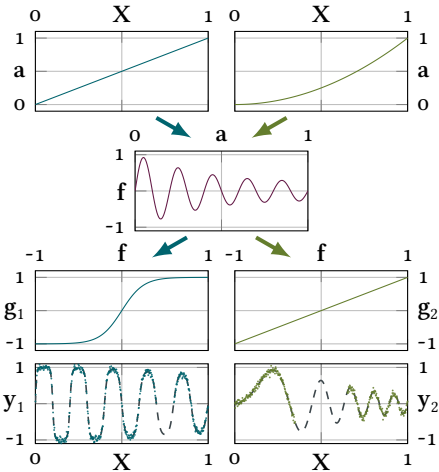 0 X 1 0 X 1
1 1
a a
0 0
0 a 1
1
f
-1
-1 f 1 -1 f 1
1 1
g1 g2
-1 -1
1 1
y1 y2
-1 -1
0 X 1 0 X 1